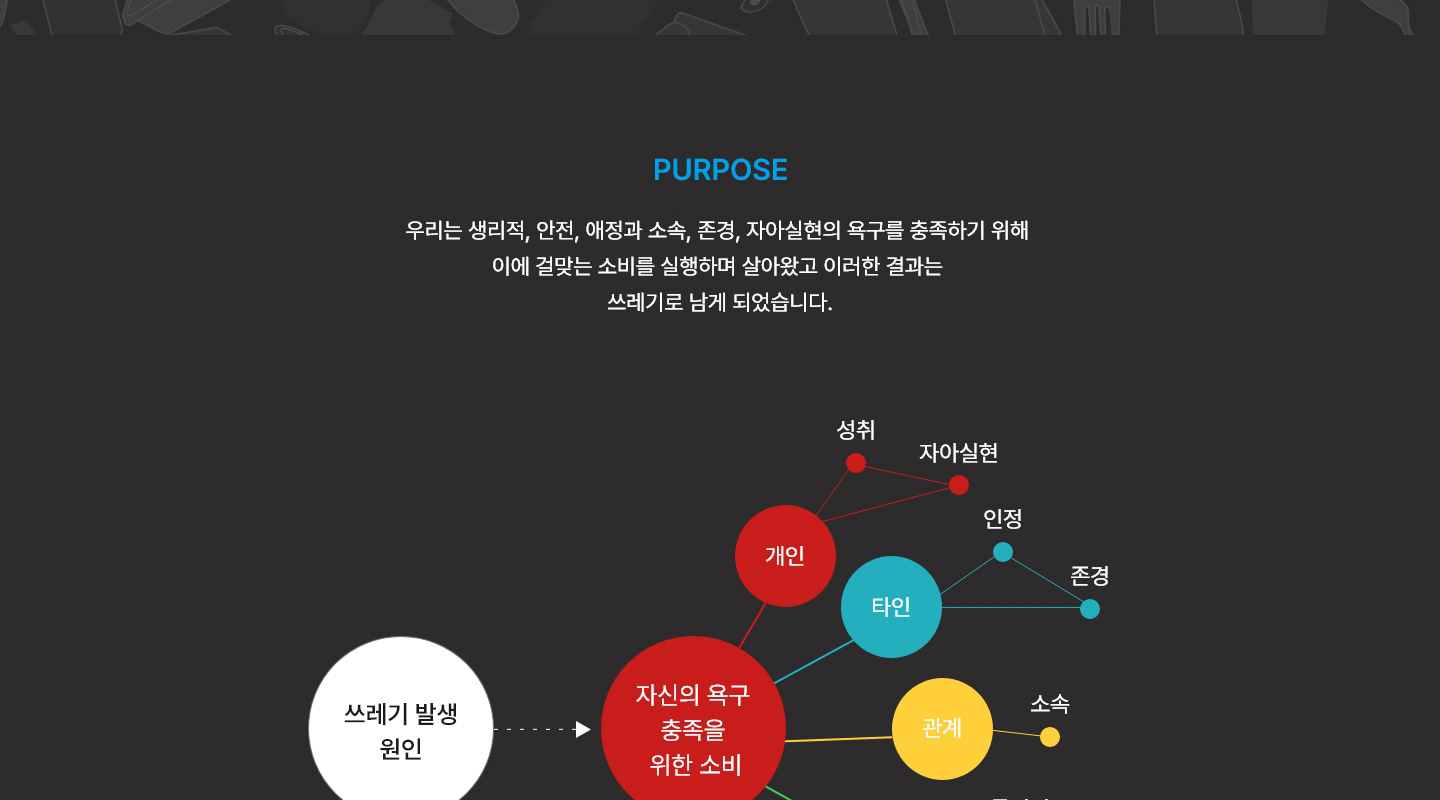 PURPOSE
우리는 생리적, 안전, 애정과 소속, 존경, 자아실현의 욕구를 충족하기 위해
이에 걸맞는 소비를 실행하며 살아왔고 이러한 결과는
쓰레기로 남게 되었습니다.
성취
자아실현
인정
개인
존경
타인
쓰레기 발생
원인
자신의 욕구
충족을
위한 소비
관계
소속